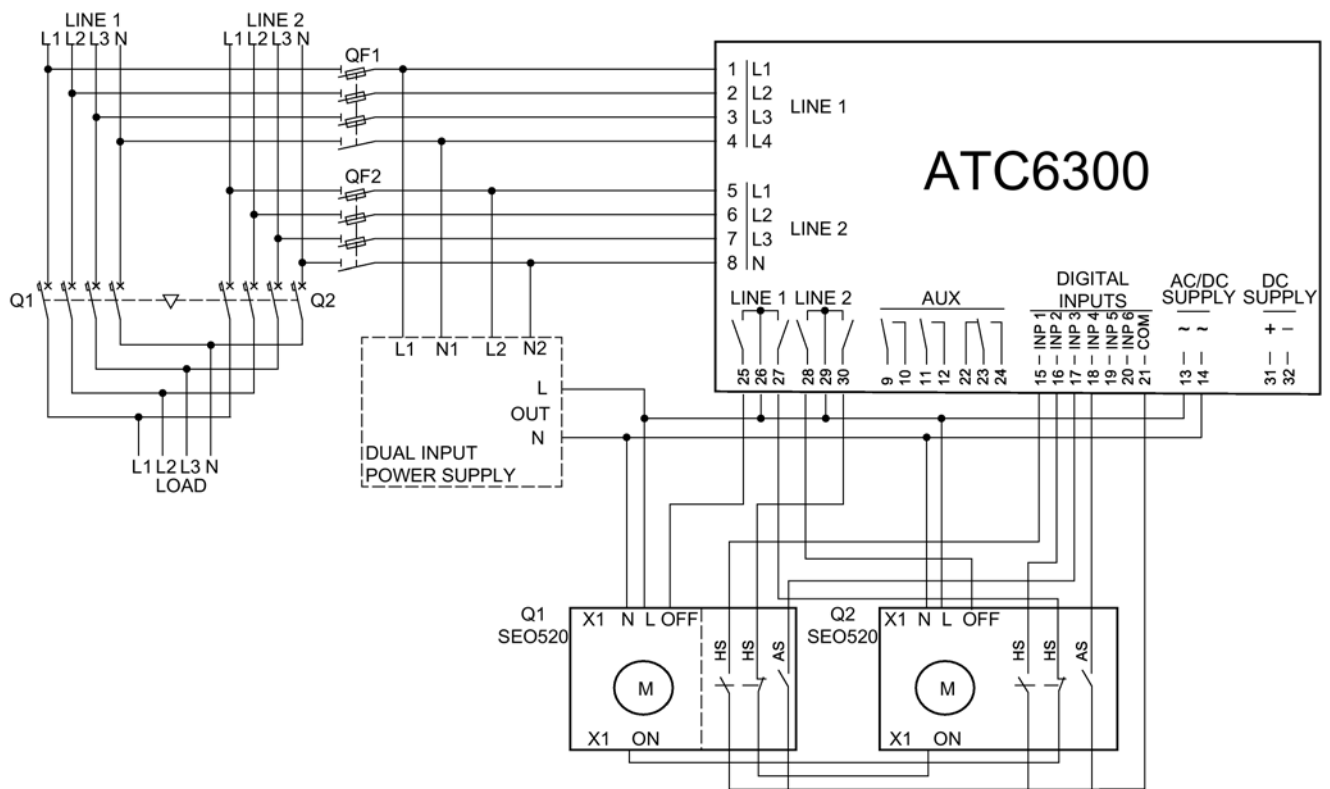 LINE 1
L1 L2 L3 N
LINE 2
L1 L2 L3 N
QF1
QF2
1 L1
2 L2
3 L3
4 L4
LINE 1
5 L1
6 L2
7 L3
8 N
LINE 2
ATC6300
Q1
Q2
LINE 1
LINE 2
AUX
DIGITAL
INPUTS
AC/DC
SUPPLY
DC
SUPPLY
25
26
27
28
29
30
9
10
11
12
22
23
24
15 – INP 1
16 – INP 2
17 – INP 3
18 – INP 4
19 – INP 5
20 – INP 6
21 – COM
13 – ~
14 – ~
31 – +
32 – –
L1 N1 L2 N2
L
OUT
N
DUAL INPUT
POWER SUPPLY
L1 L2 L3 N
LOAD
Q1
SEO520
X1 N L OFF
HS
HS
AS
M
X1 ON
Q2
SEO520
X1 N L OFF
HS
HS
AS
M
X1 ON